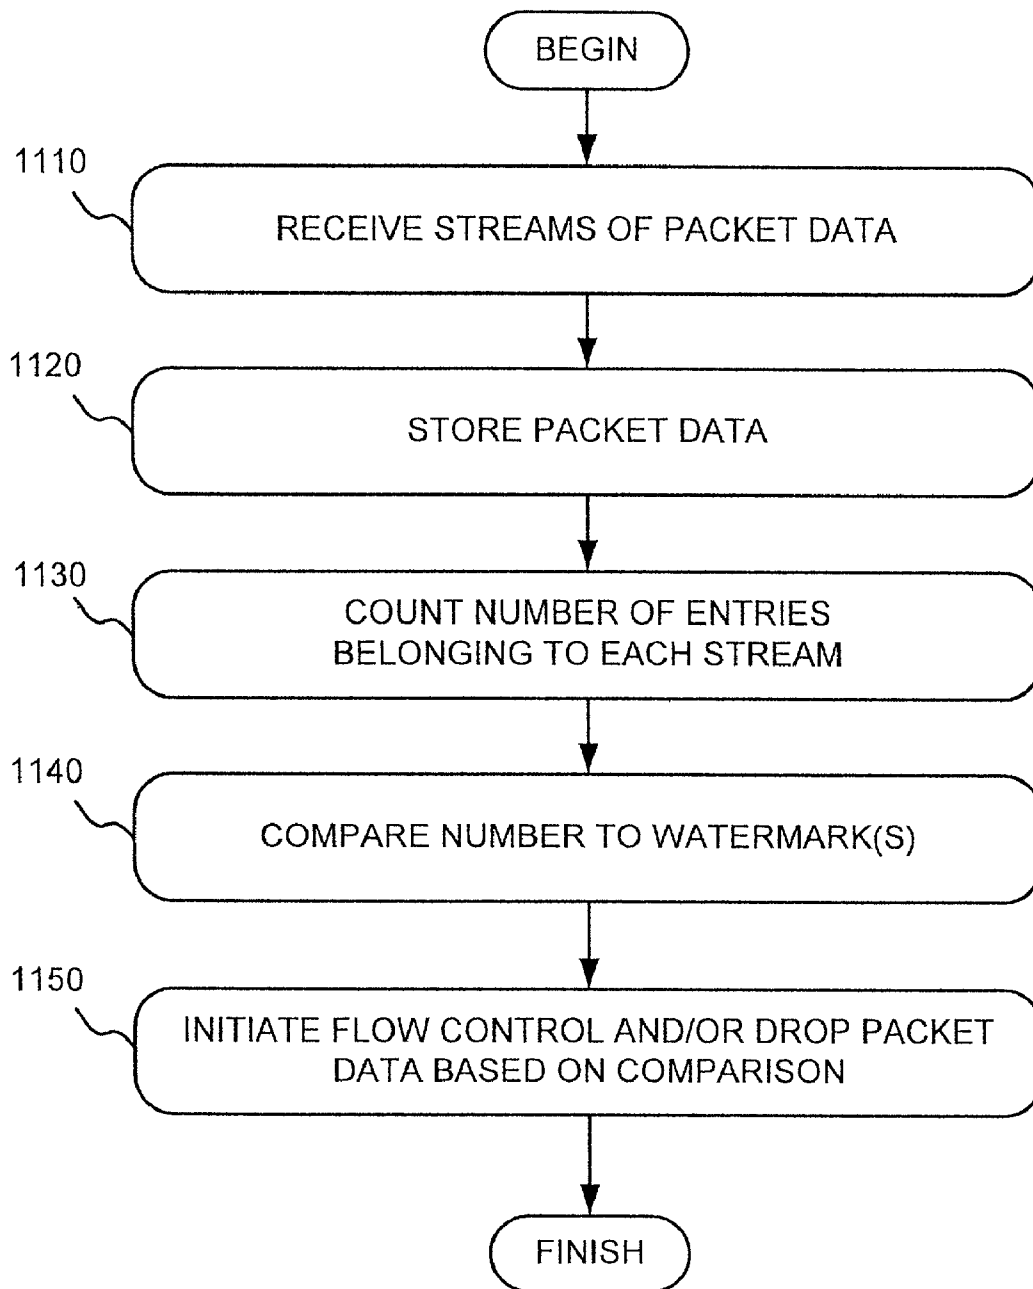 BEGIN
1110
RECEIVE STREAMS OF PACKET DATA
1120
STORE PACKET DATA
1130
COUNT NUMBER OF ENTRIES
BELONGING TO EACH STREAM
1140
COMPARE NUMBER TO WATERMARK(S)
1150
INITIATE FLOW CONTROL AND/OR DROP PACKET
DATA BASED ON COMPARISON
FINISH